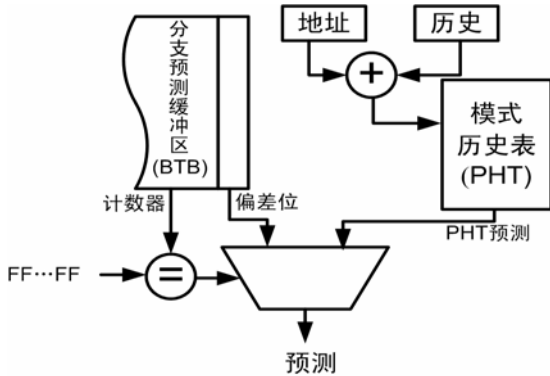 地址
历史
分支预测缓冲区
(BTB)
模式
历史表
(PHT)
计数器
偏差位
PHT预测
FF…FF
=
+
预测